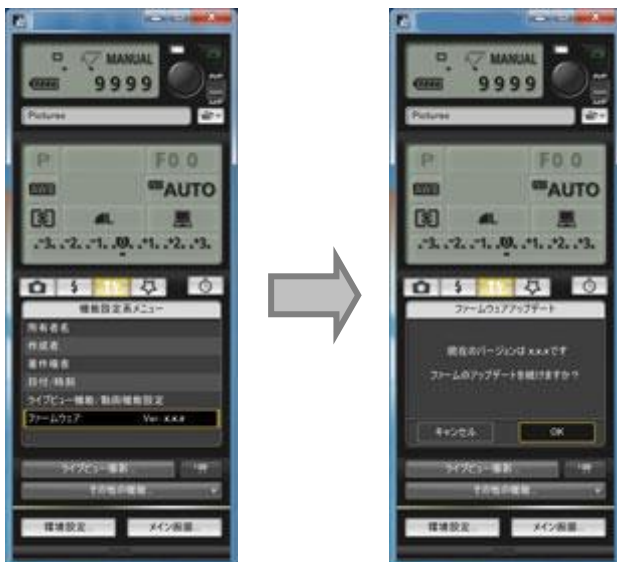 MANUAL
9999
Pictures
P
F0.0
AWB
AUTO
L
-3..-2..-1..0..+1..+2..+3.
機能設定系メニュー
所有者名
作成者
著作権者
日付/時刻
ライブビュー機能/動画機能設定
ファームウェア Ver. x.x.x
ライブビュー撮影...
その他の機能...
環境設定...
メイン画面...
MANUAL
9999
Pictures
P
F0.0
AWB
AUTO
L
-3..-2..-1..0..+1..+2..+3.
ファームウェアアップデート
現在のバージョンは x.x.xです
ファームのアップデートを続けますか?
キャンセル
OK
ライブビュー撮影...
その他の機能...
環境設定...
メイン画面...